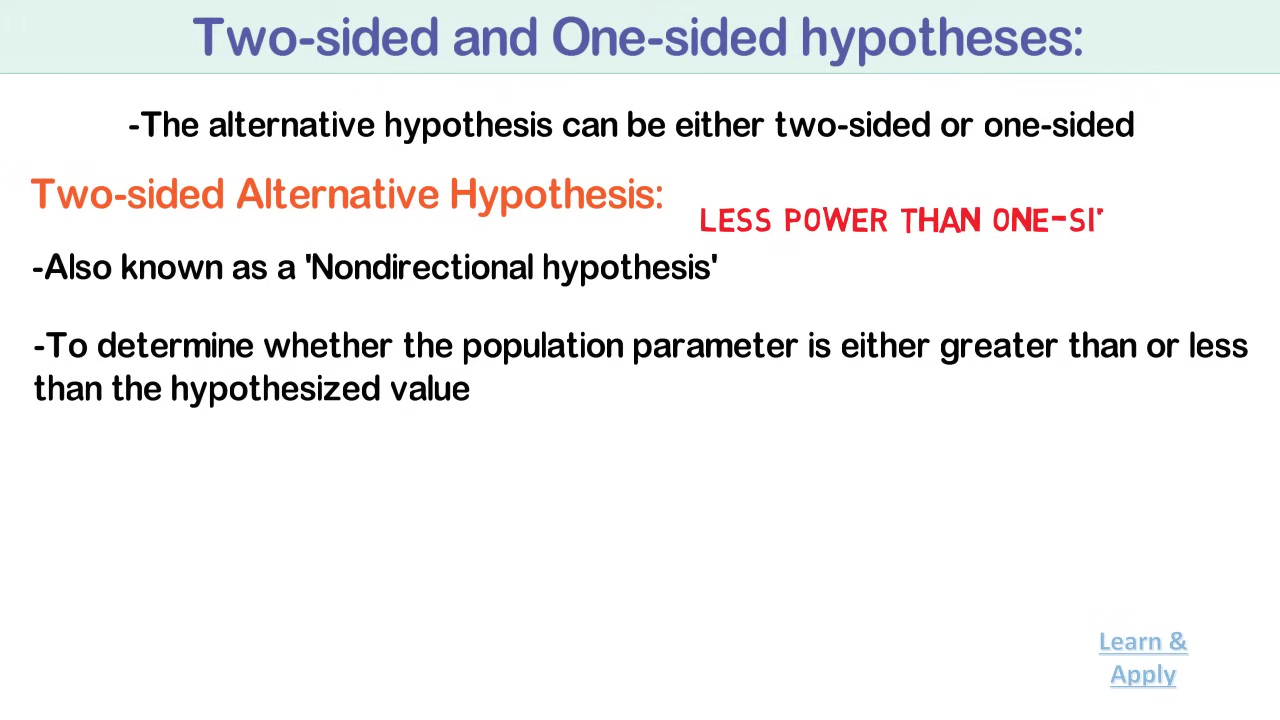 Two-sided and One-sided hypotheses:
-The alternative hypothesis can be either two-sided or one-sided
Two-sided Alternative Hypothesis:
LESS POWER THAN ONE-SI
-Also known as a 'Nondirectional hypothesis'
-To determine whether the population parameter is either greater than or less
than the hypothesized value
Learn &
Apply